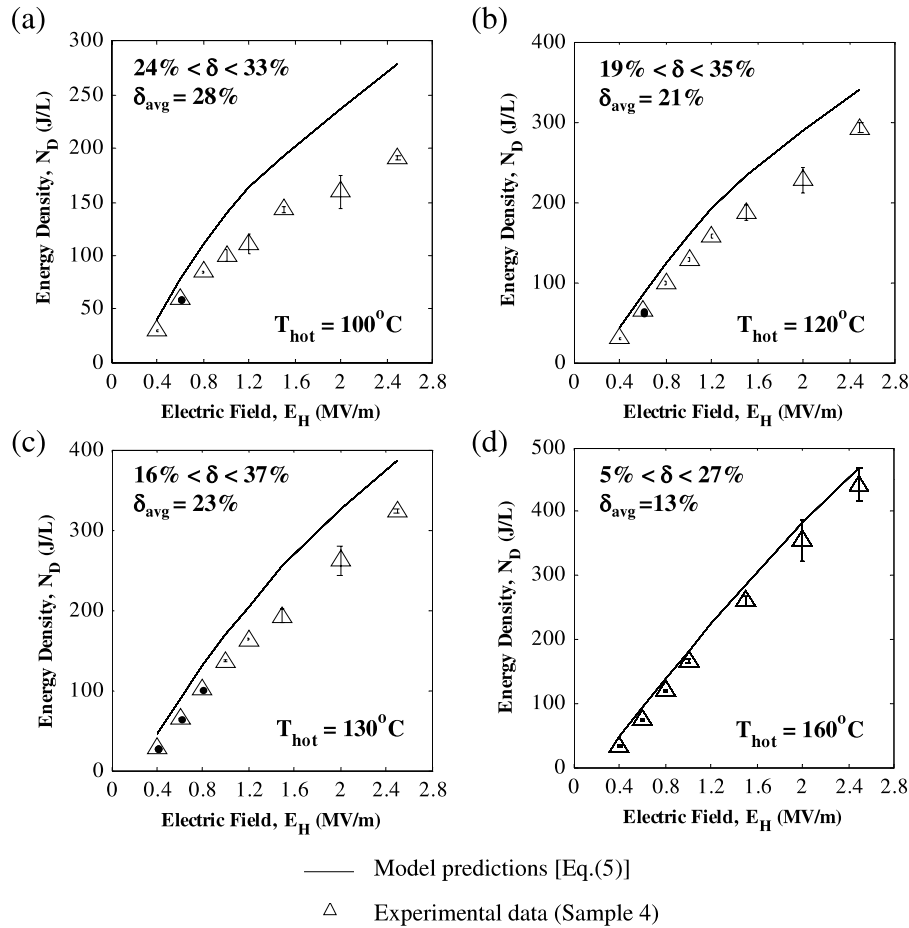 (a)
300
250
200
150
100
50
0
Energy Density, N_D (J/L)
24% < δ < 33%
δ_avg = 28%
T_hot = 100°C
0 0.4 0.8 1.2 1.6 2 2.4 2.8
Electric Field, E_H (MV/m)
(b)
400
300
200
100
0
Energy Density, N_D (J/L)
19% < δ < 35%
δ_avg = 21%
T_hot = 120°C
0 0.4 0.8 1.2 1.6 2 2.4 2.8
Electric Field, E_H (MV/m)
(c)
400
300
200
100
0
Energy Density, N_D (J/L)
16% < δ < 37%
δ_avg = 23%
T_hot = 130°C
0 0.4 0.8 1.2 1.6 2 2.4 2.8
Electric Field, E_H (MV/m)
(d)
500
400
300
200
100
0
Energy Density, N_D (J/L)
5% < δ < 27%
δ_avg =13%
T_hot = 160°C
0 0.4 0.8 1.2 1.6 2 2.4 2.8
Electric Field, E_H (MV/m)
Model predictions [Eq.(5)]
Experimental data (Sample 4)